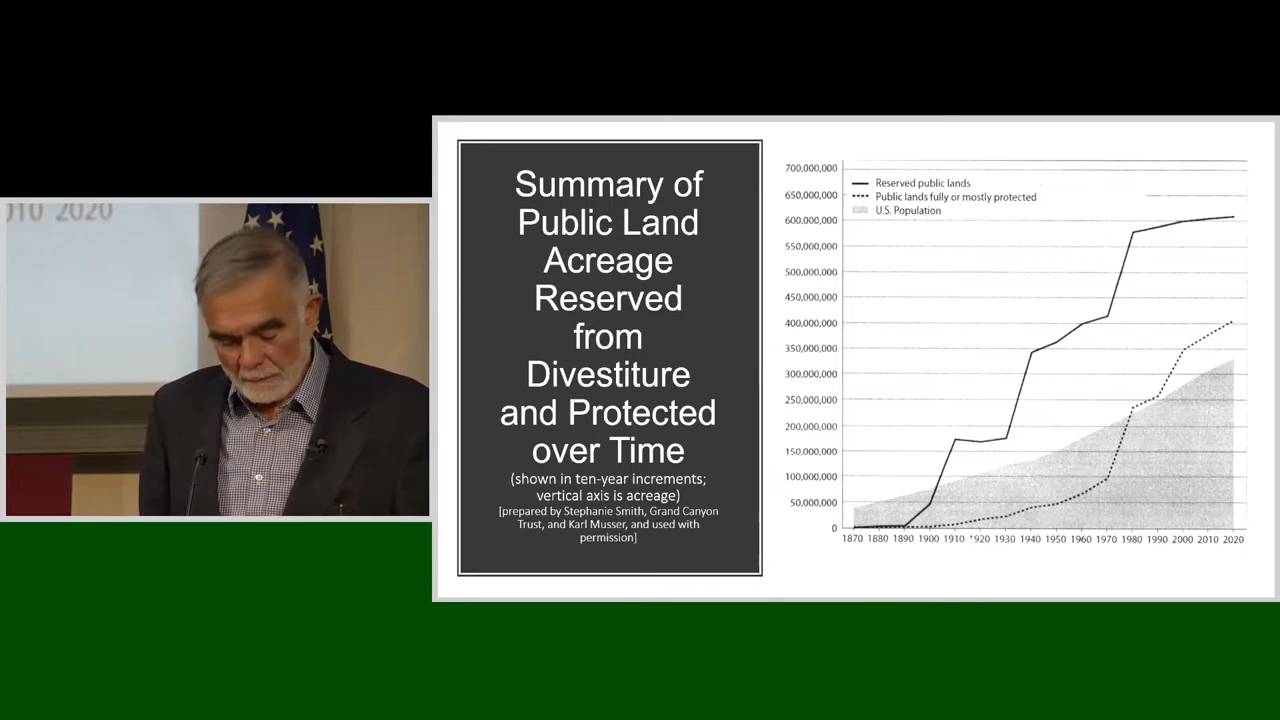 010 2020
Summary of
Public Land
Acreage
Reserved
from
Divestiture
and Protected
over Time
(shown in ten-year increments;
vertical axis is acreage)
[prepared by Stephanie Smith, Grand Canyon
Trust, and Karl Musser, and used with
permission]
700,000,000
650,000,000
600,000,000
550,000,000
500,000,000
450,000,000
400,000,000
350,000,000
300,000,000
250,000,000
200,000,000
150,000,000
100,000,000
50,000,000
0
Reserved public lands
Public lands fully or mostly protected
U.S. Population
1870 1880 1890 1900 1910 1920 1930 1940 1950 1960 1970 1980 1990 2000 2010 2020